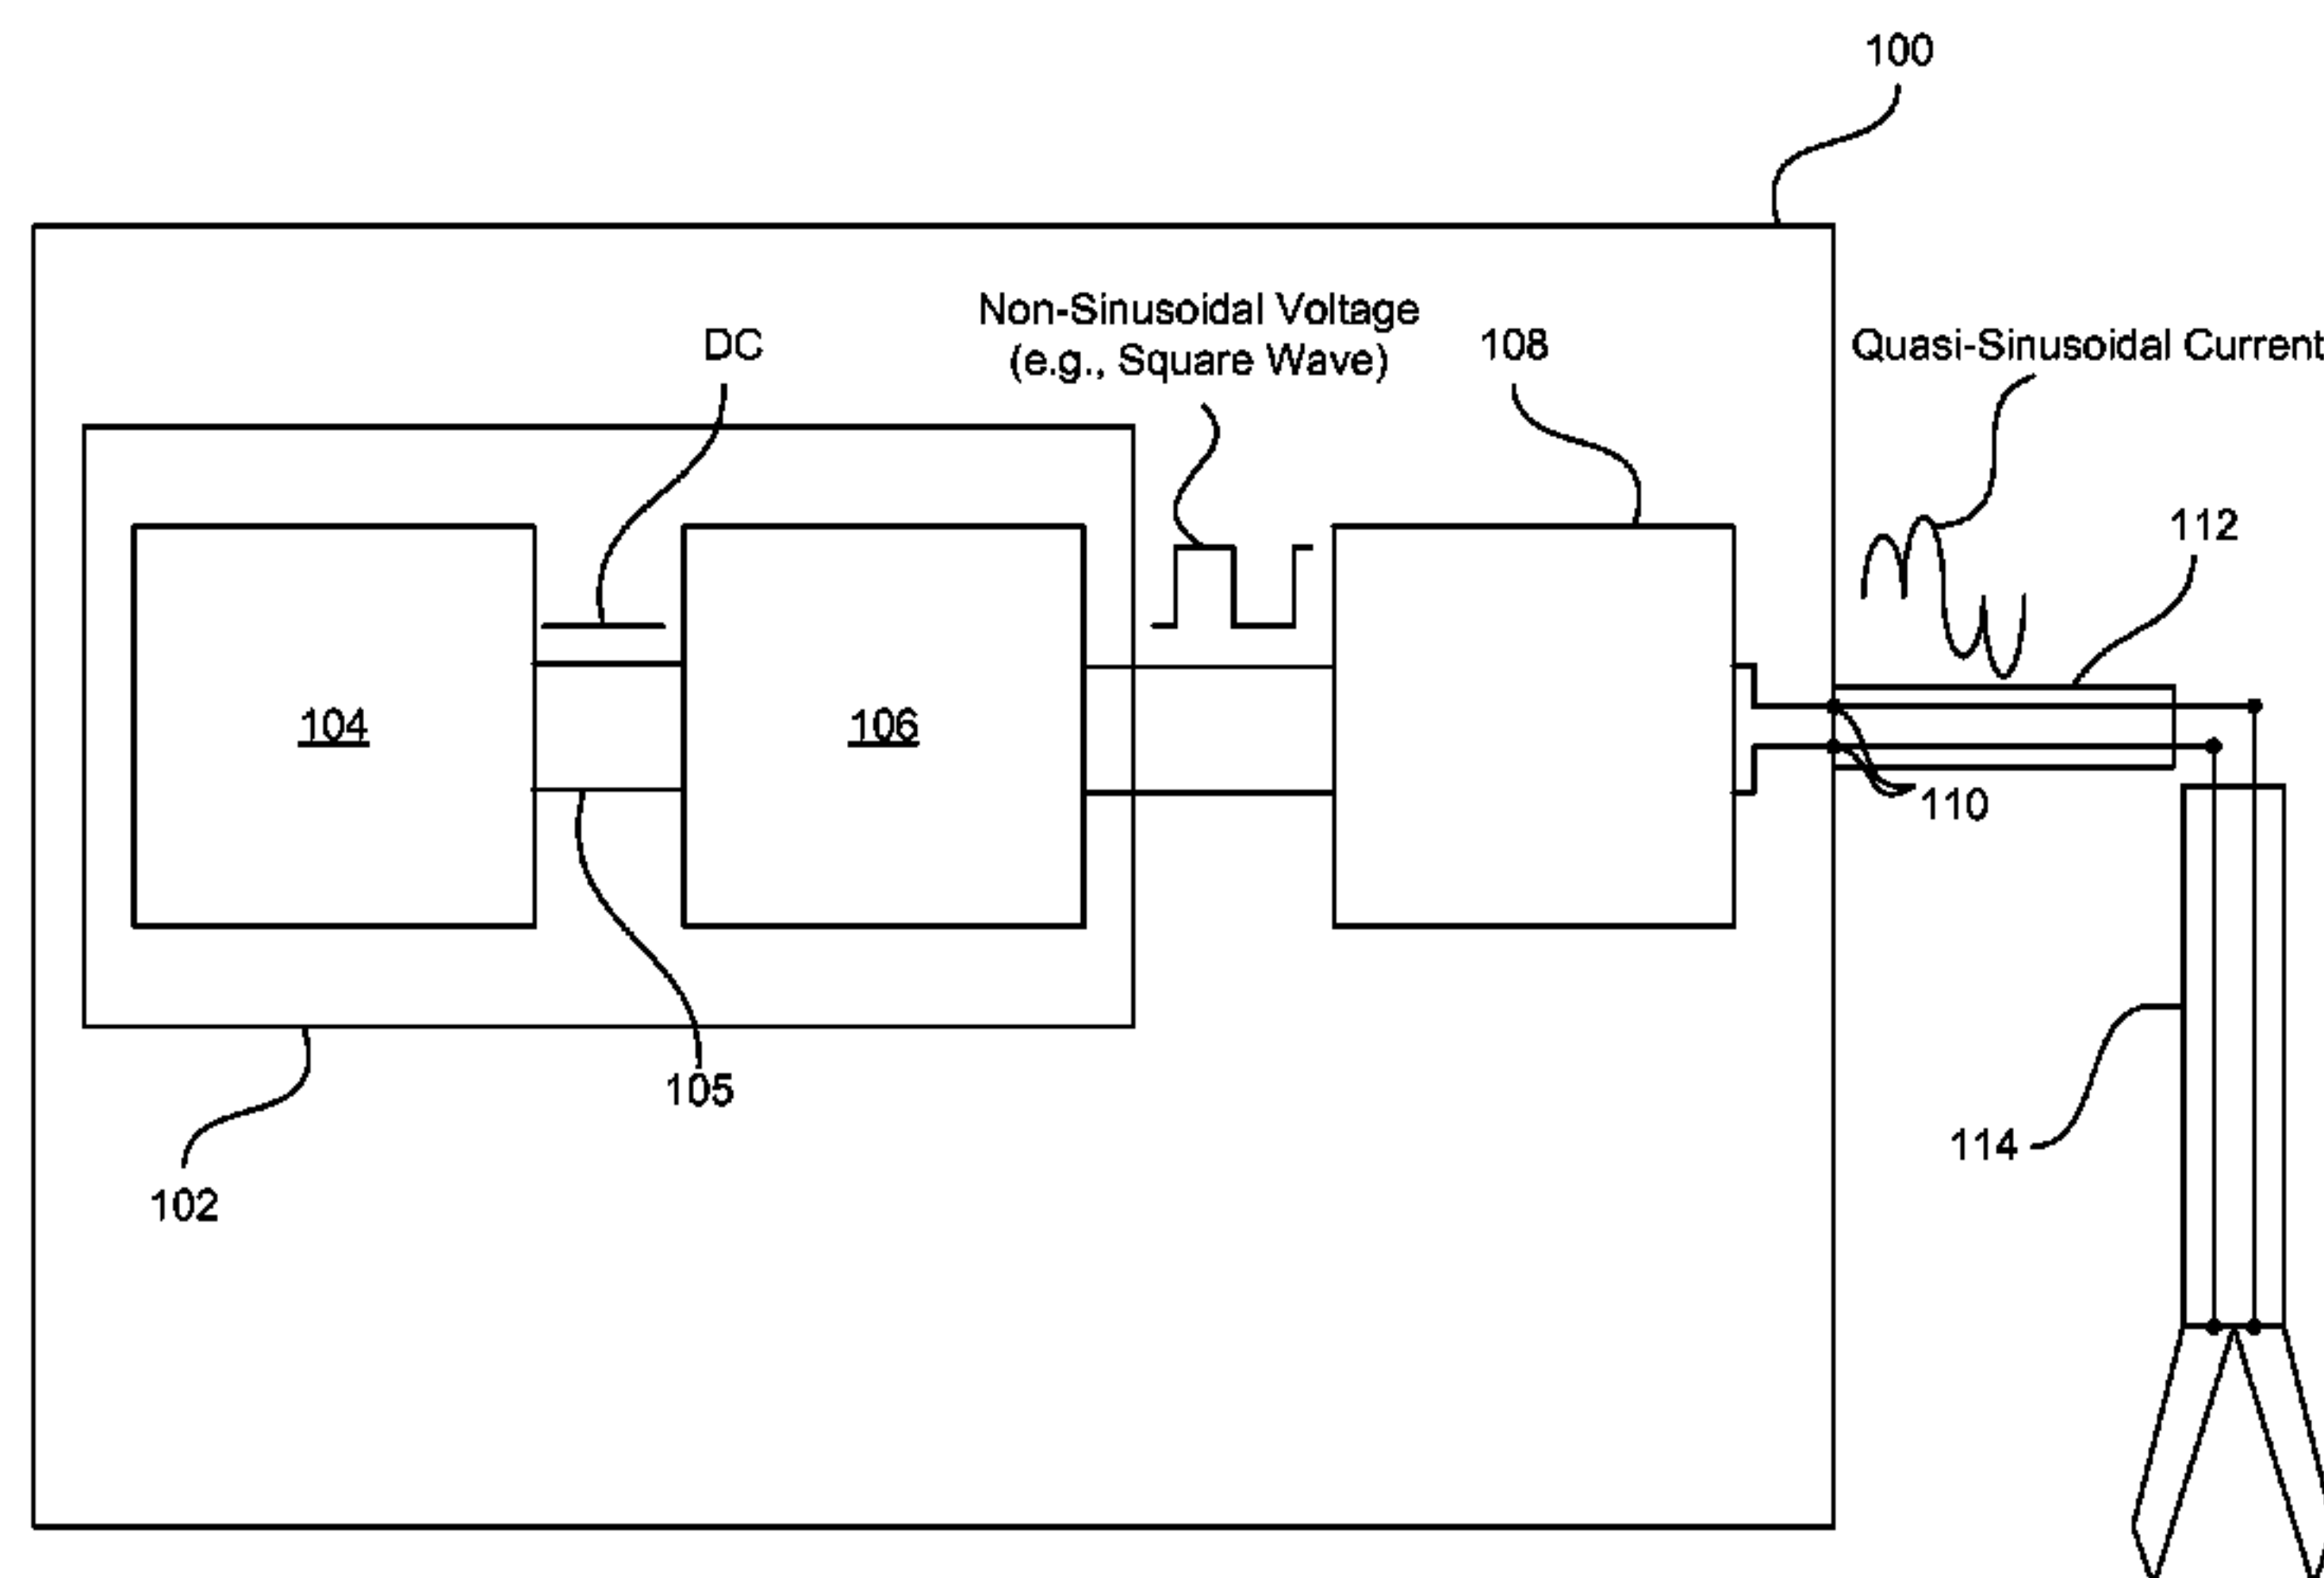 100
Non-Sinusoidal Voltage
(e.g., Square Wave)
DC
108
Quasi-Sinusoidal Current
112
104
106
110
105
114
102